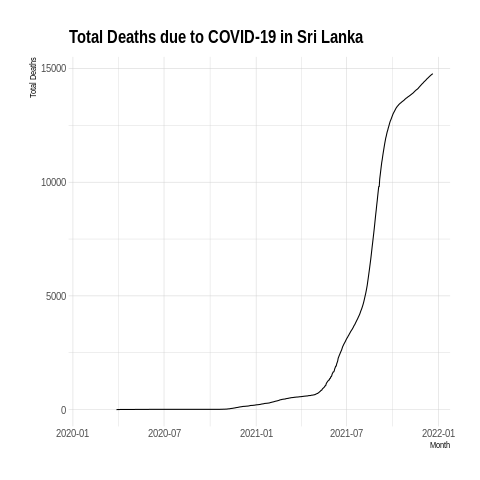 Total Deaths due to COVID-19 in Sri Lanka
Total Deaths
15000
10000
5000
0
2020-01 2020-07 2021-01 2021-07 2022-01
Month